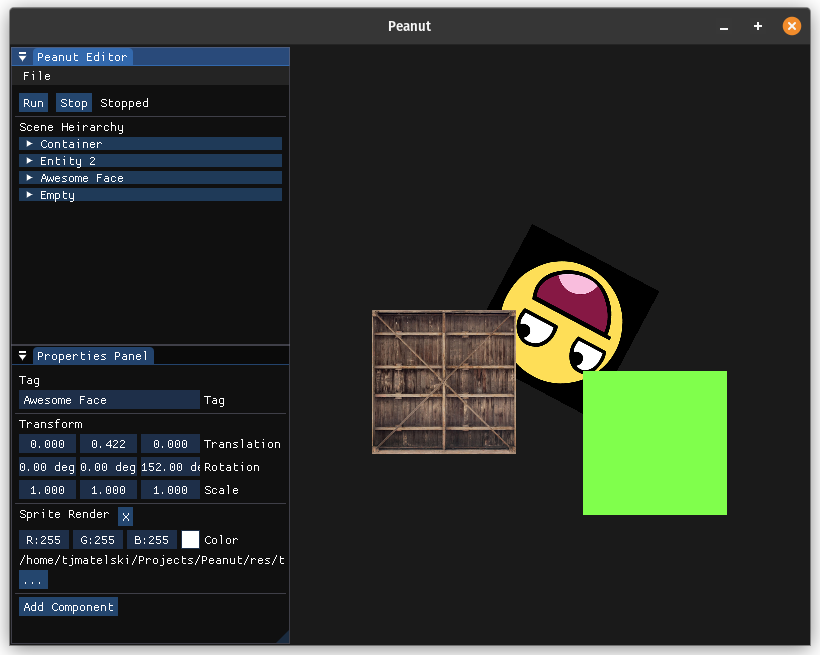 Peanut
Peanut Editor
File
Run Stop Stopped
Scene Heirarchy
Container
Entity 2
Awesome Face
Empty
Properties Panel
Tag
Awesome Face Tag
Transform
0.000 0.422 0.000 Translation
0.00 deg 0.00 deg 152.00 de Rotation
1.000 1.000 1.000 Scale
Sprite Render X
R:255 G:255 B:255 Color
/home/tjmatelski/Projects/Peanut/res/t
...
Add Component